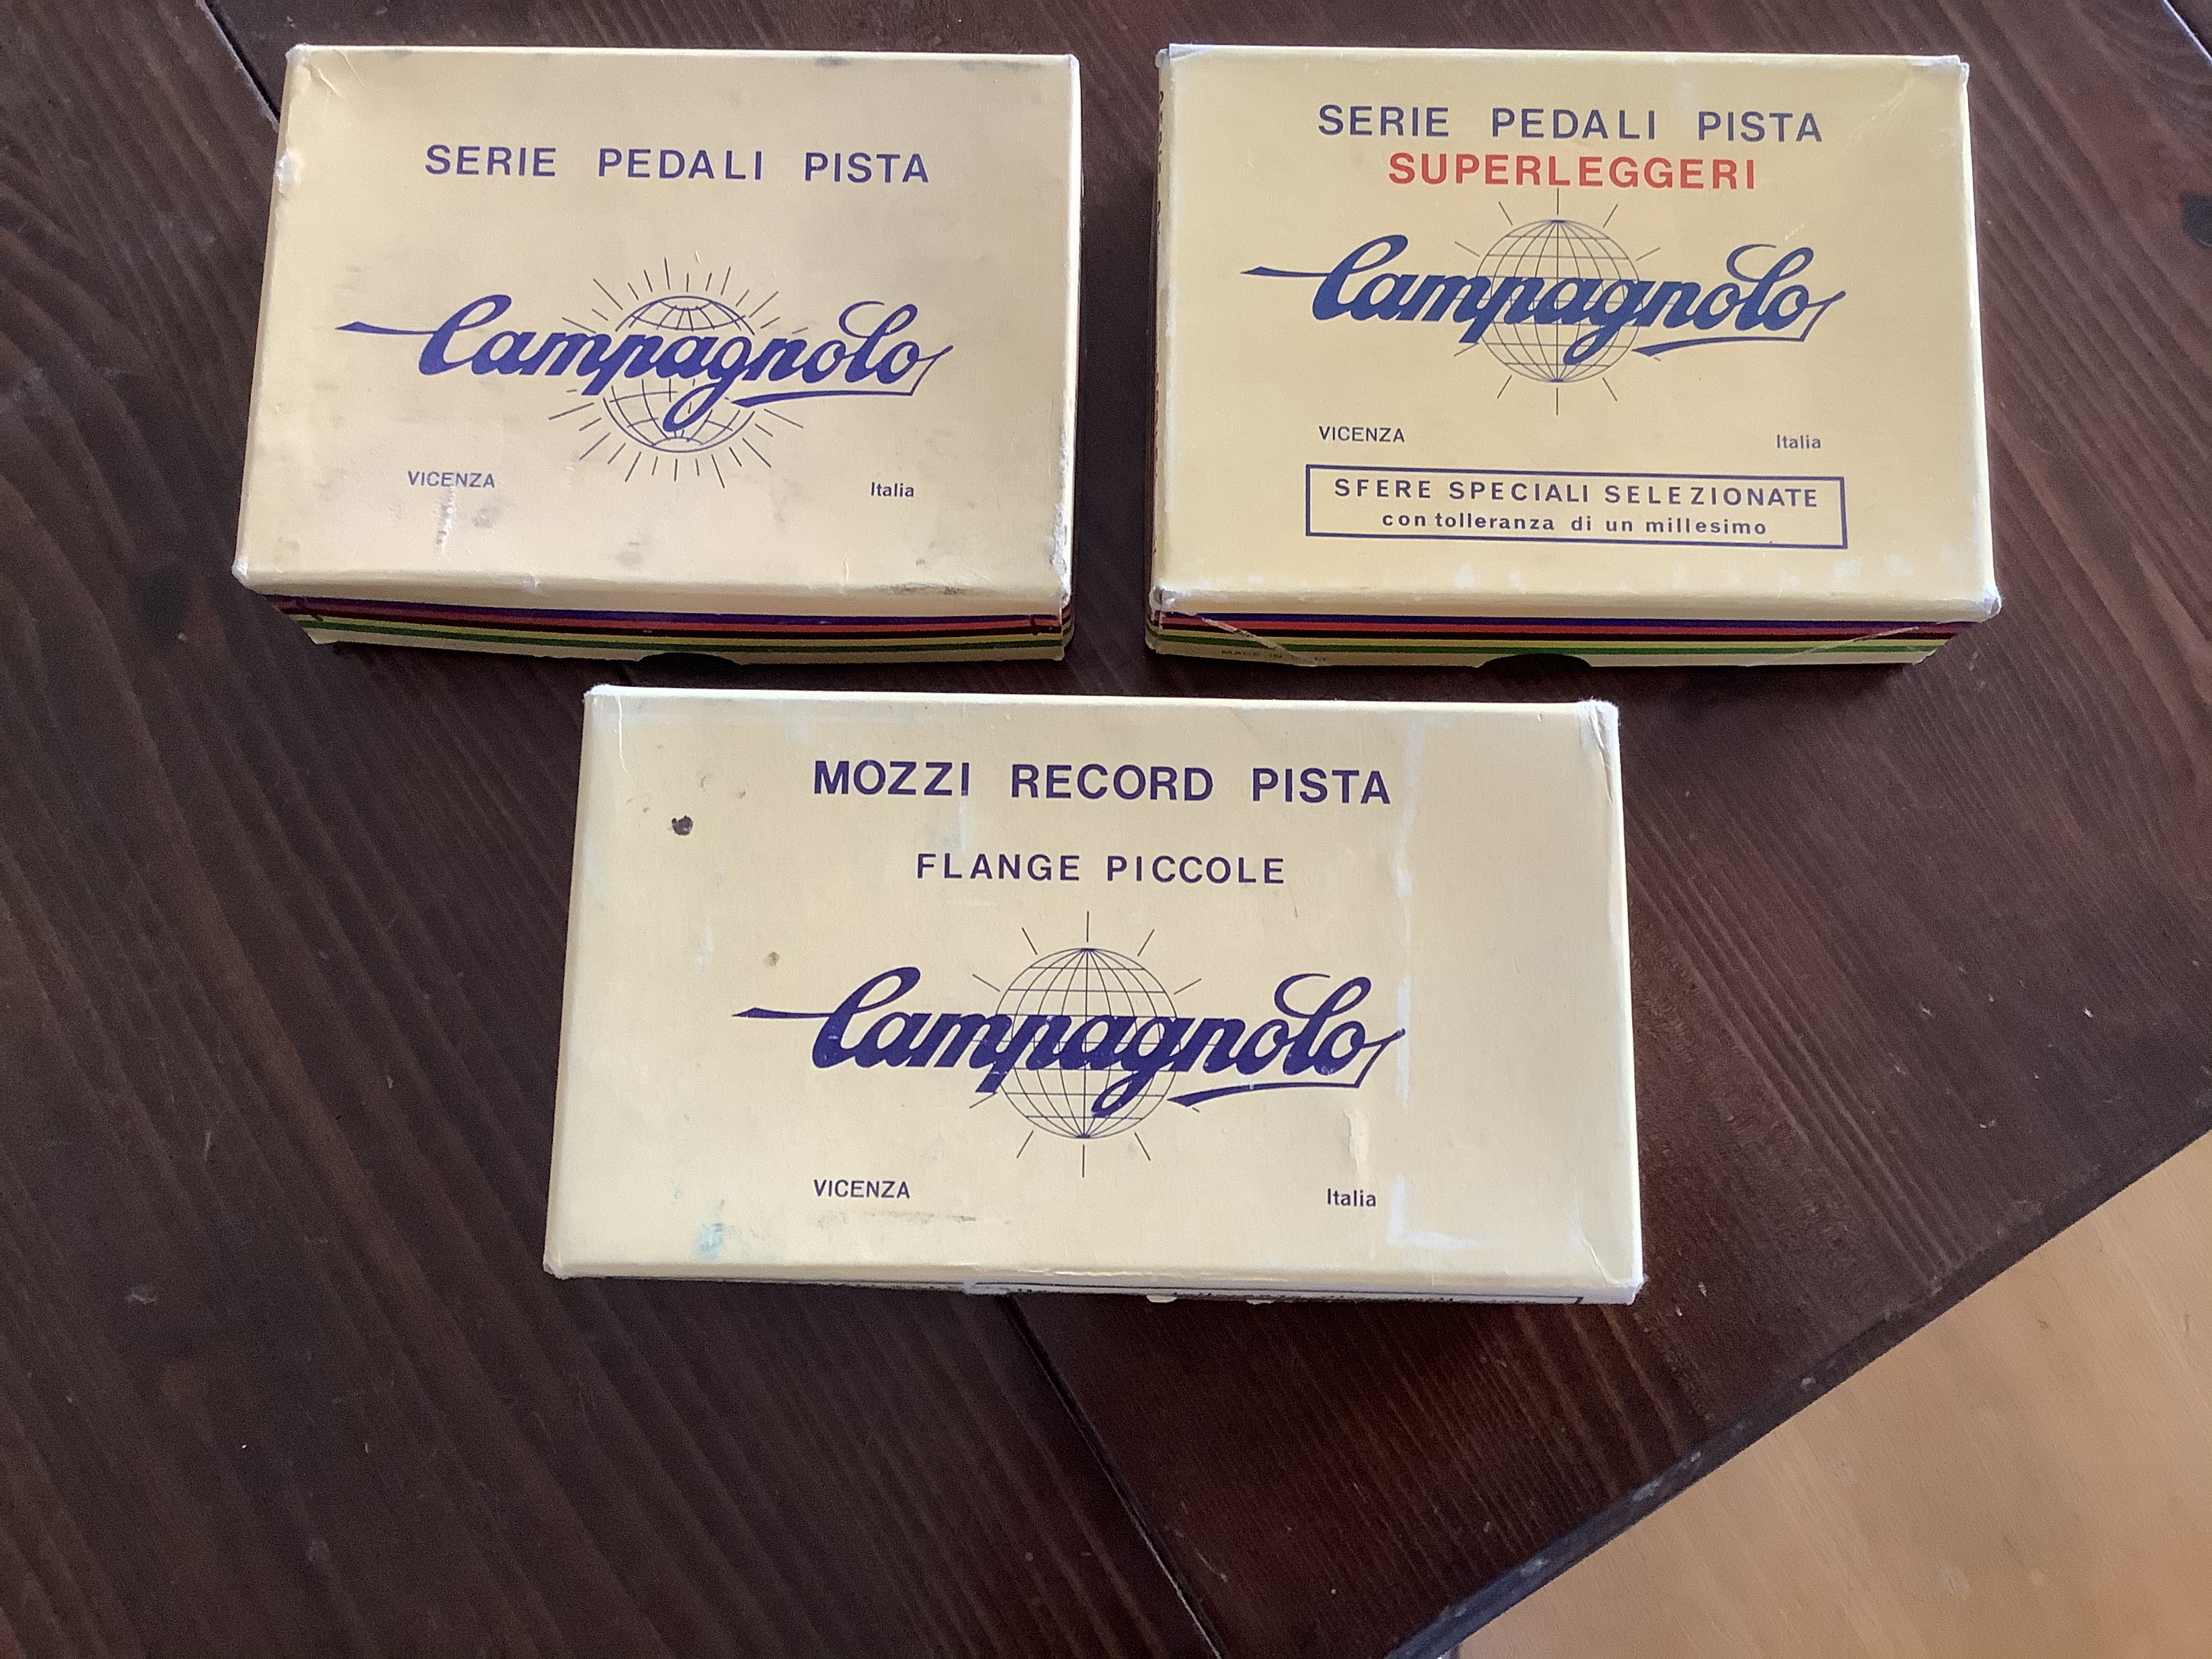 SERIE PEDALI PISTA
Campagnolo
VICENZA
Italia
SERIE PEDALI PISTA
SUPERLEGGERI
Campagnolo
VICENZA
Italia
SFERE SPECIALI SELEZIONATE
con tolleranza di un millesimo
MOZZI RECORD PISTA
FLANGE PICCOLE
Campagnolo
VICENZA
Italia